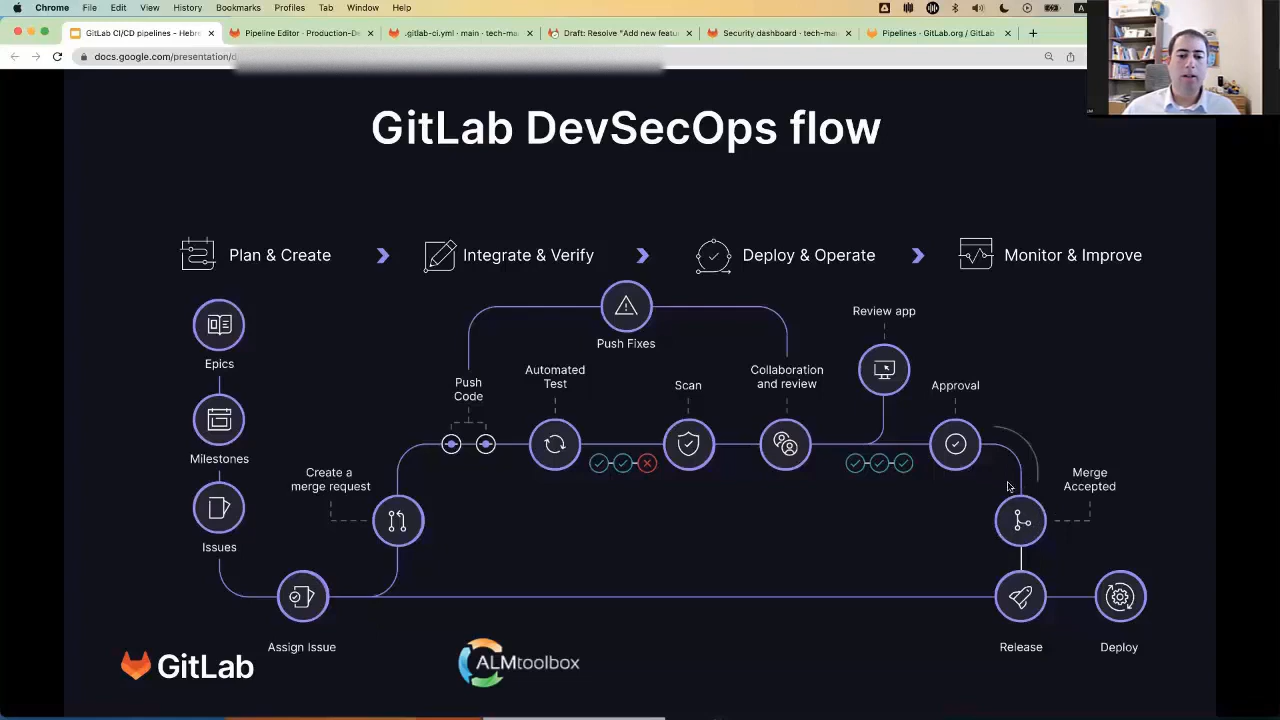 Chrome File Edit View History Bookmarks Profiles Tab Window Help
GitLab CI/CD pipelines - Hebre
Pipeline Editor · Production-De
.gitlab-ci.yml · main · tech-ma
Draft: Resolve "Add new featu
Security dashboard · tech-ma
Pipelines · GitLab.org / GitLab
docs.google.com/presentation/d
GitLab DevSecOps flow
Plan & Create
Integrate & Verify
Deploy & Operate
Monitor & Improve
Push Fixes
Review app
Epics
Push
Code
Automated
Test
Scan
Collaboration
and review
Approval
Milestones
Create a
merge request
Merge
Accepted
Issues
Assign Issue
Release
Deploy
GitLab
ALMtoolbox